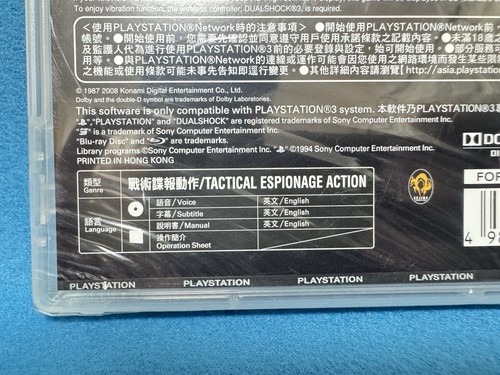 To enjoy vibration function, the wireless controller, DUALSHOCK®3, is required.
<使用PLAYSTATION®Network時的注意事項> ●開始使用PLAYSTATION®Network前
帳號。●開始使用前，您需要先確認並同意遵守用戶使用承諾條款之記載內容。●未滿18歲之
及監護人代為進行使用PLAYSTATION®3前的必要登錄與設定，始可開始使用。●部分服務
用等。●與PLAYSTATION®Network的連線或運作可能會因您使用之網路環境而發生某些限
之機能或使用條款可能未事先告知即逕行變更。●其他詳細內容請瀏覽【http://asia.playstation
© 1987 2008 Konami Digital Entertainment Co., Ltd.
Dolby and the double-D symbol are trademarks of Dolby Laboratories.
This software is only compatible with PLAYSTATION®3 system. 本軟件乃PLAYSTATION®3
"PLAYSTATION" and "DUALSHOCK" are registered trademarks of Sony Computer Entertainment Inc.
is a trademark of Sony Computer Entertainment Inc.
"Blu-ray Disc" and are trademarks.
Library programs ©Sony Computer Entertainment Inc. ©1994 Sony Computer Entertainment
PRINTED IN HONG KONG
類型 Genre 戰術諜報動作/TACTICAL ESPIONAGE ACTION
語言 Language
語音/Voice 英文/English
字幕/Subtitle 英文/English
說明書/Manual 英文/English
操作簡介
Operation Sheet
KOJIMA
FOR
4 98
PLAYSTATION PLAYSTATION PLAYSTATION PLAYSTATION